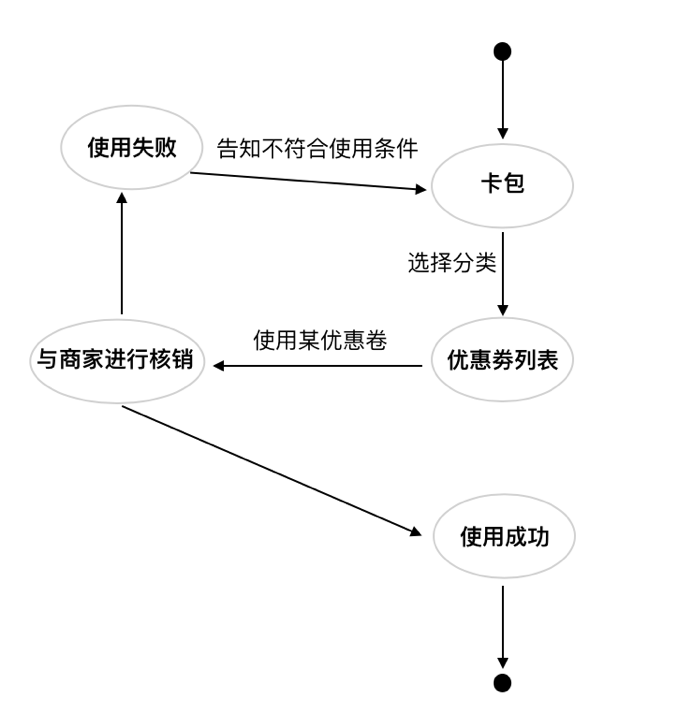 使用失败
告知不符合使用条件
卡包
选择分类
使用某优惠卷
与商家进行核销
优惠券列表
使用成功